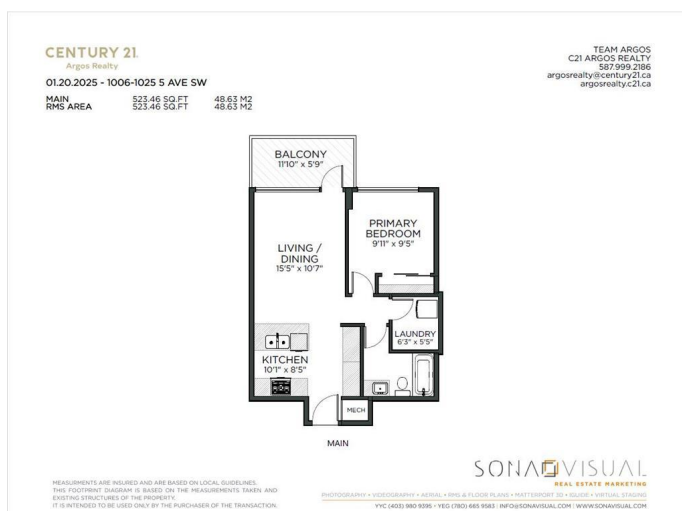 CENTURY 21.
Argos Realty
01.20.2025 - 1006-1025 5 AVE SW
MAIN 523.46 SQ.FT 48.63 M2
RMS AREA 523.46 SQ.FT 48.63 M2
TEAM ARGOS
C21 ARGOS REALTY
587.999.2186
argosrealty@century21.ca
argosrealty.c21.ca
BALCONY
11'10" x 5'9"
PRIMARY
BEDROOM
9'11" x 9'5"
LIVING /
DINING
15'5" x 10'7"
LAUNDRY
6'3" x 5'5"
KITCHEN
10'1" x 8'5"
MECH
MAIN
MEASURMENTS ARE INSURED AND ARE BASED ON LOCAL GUIDELINES.
THIS FOOTPRINT DIAGRAM IS BASED ON THE MEASUREMENTS TAKEN AND
EXISTING STRUCTURES OF THE PROPERTY.
IT IS INTENDED TO BE USED ONLY BY THE PURCHASER OF THE TRANSACTION.
SONA VISUAL
REAL ESTATE MARKETING
PHOTOGRAPHY • VIDEOGRAPHY • AERIAL • RMS & FLOOR PLANS • MATTERPORT 3D • IGUIDE • VIRTUAL STAGING
YYC (403) 980 9395 - YEG (780) 665 9583 | INFO@SONAVISUAL.COM | WWW.SONAVISUAL.COM